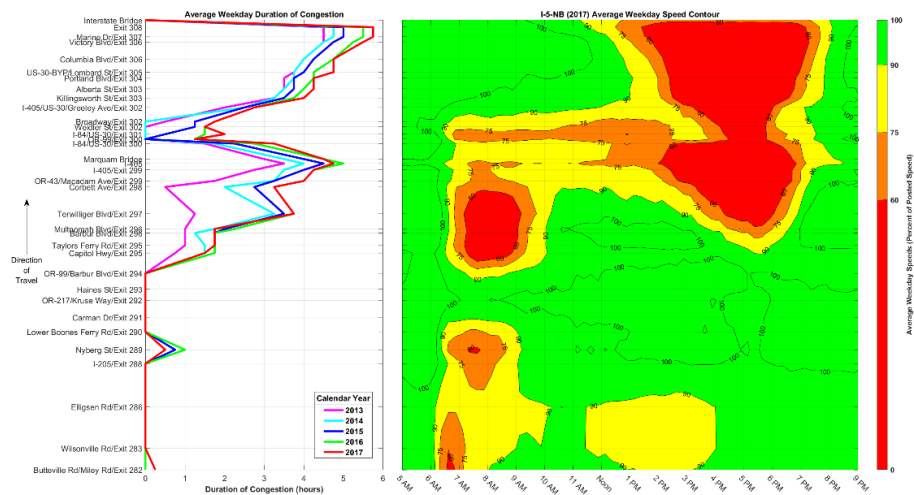 Average Weekday Duration of Congestion
Interstate Bridge
Exit 308
Marine Dr/Exit 307
Victory Blvd/Exit 306
Columbia Blvd/Exit 306
US-30-BYP/Lombard St/Exit 305
Portland Blvd/Exit 304
Alberta St/Exit 303
Killingsworth St/Exit 303
I-405/US-30/Greeley Ave/Exit 302
Broadway/Exit 302
Weidler St/Exit 302
I-84/US-30/Exit 301
OR-99/Exit 300
I-84/US-30/Exit 300
Marquam Bridge
I-405
I-405/Exit 299
OR-43/Macadam Ave/Exit 299
Corbett Ave/Exit 298
Terwilliger Blvd/Exit 297
Multnomah Blvd/Exit 296
Barbur Blvd/Exit 296
Taylors Ferry Rd/Exit 295
Capitol Hwy/Exit 295
OR-99/Barbur Blvd/Exit 294
Haines St/Exit 293
OR-217/Kruse Way/Exit 292
Carman Dr/Exit 291
Lower Boones Ferry Rd/Exit 290
Nyberg St/Exit 289
I-205/Exit 288
Elligsen Rd/Exit 286
Wilsonville Rd/Exit 283
Butteville Rd/Miley Rd/Exit 282
Direction
of
Travel
0 1 2 3 4 5 6
Duration of Congestion (hours)
Calendar Year
2013
2014
2015
2016
2017
I-5-NB (2017) Average Weekday Speed Contour
5 AM
6 AM
7 AM
8 AM
9 AM
10 AM
11 AM
Noon
1 PM
2 PM
3 PM
4 PM
5 PM
6 PM
7 PM
8 PM
9 PM
100
90
75
60
0
Average Weekday Speeds (Percent of Posted Speed)